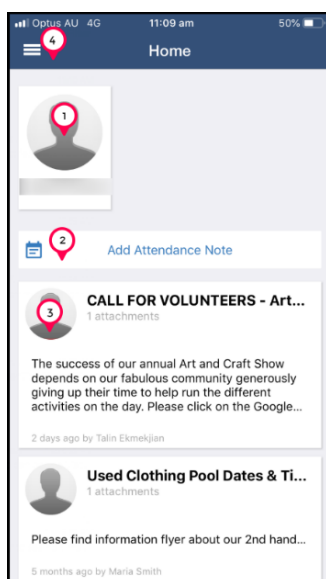 Optus AU 4G 11:09 am 50%
4
Home
1
2
Add Attendance Note
3
CALL FOR VOLUNTEERS - Art...
1 attachments
The success of our annual Art and Craft Show
depends on our fabulous community generously
giving up their time to help run the different
activities on the day. Please click on the Google...
2 days ago by Talin Ekmekjian
Used Clothing Pool Dates & Ti...
1 attachments
Please find information flyer about our 2nd hand...
5 months ago by Maria Smith